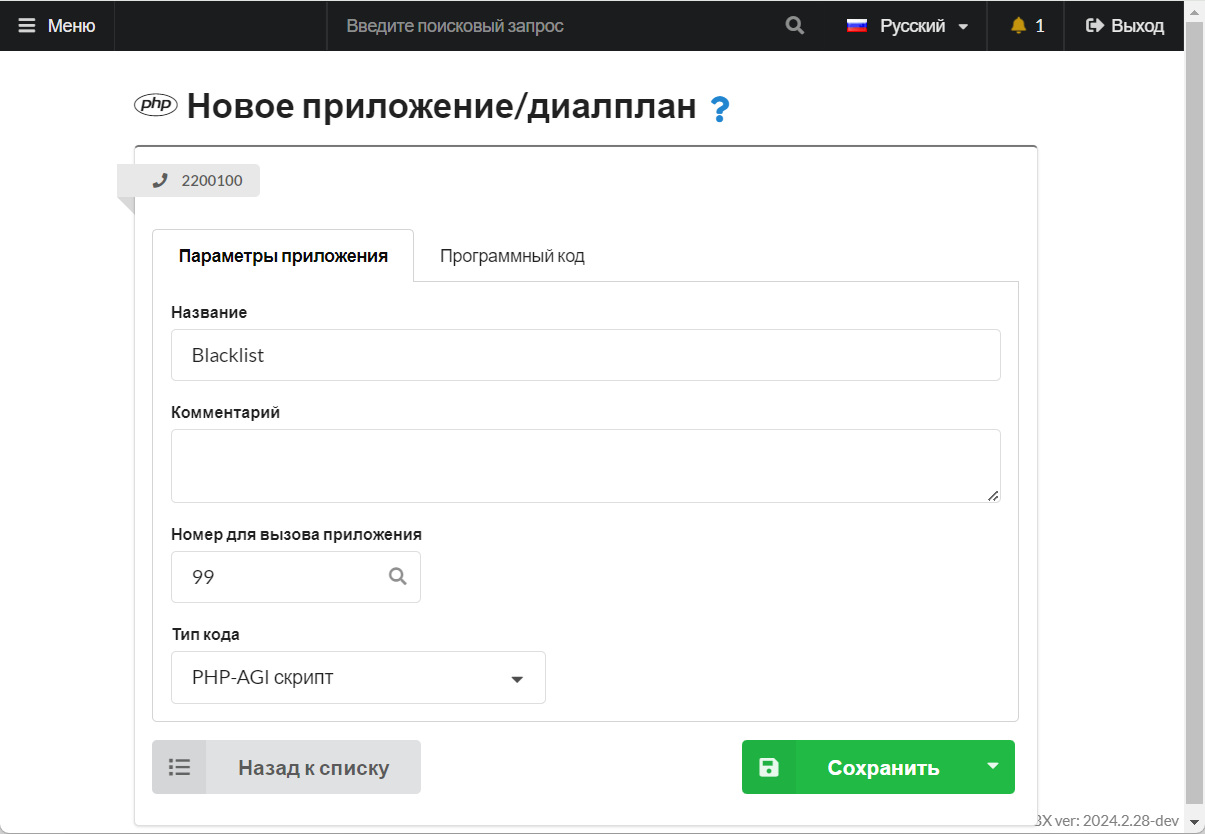 Меню
Введите поисковый запрос
Русский
1
Выход
php Новое приложение/диалплан ?
2200100
Параметры приложения
Программный код
Название
Blacklist
Комментарий
Номер для вызова приложения
99
Тип кода
PHP-AGI скрипт
Назад к списку
Сохранить
BX ver: 2024.2.28-dev